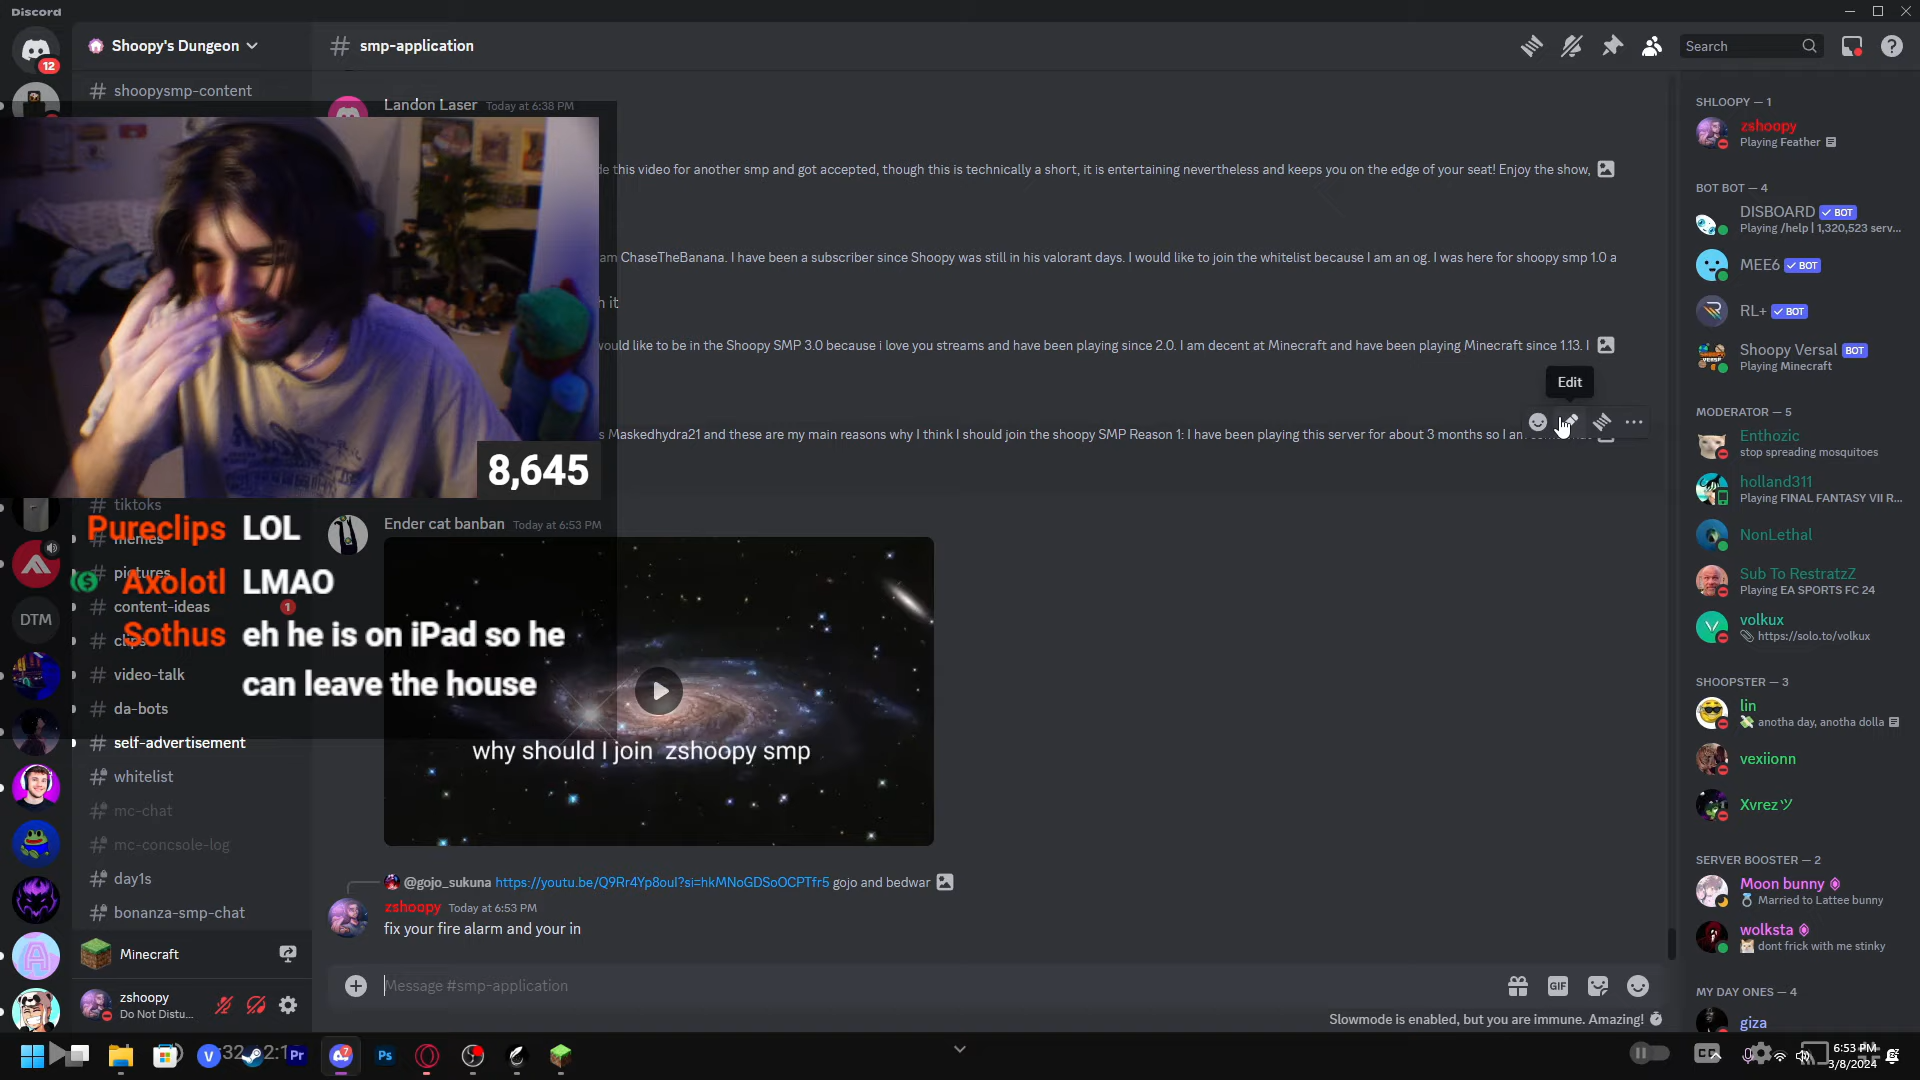 Discord
Shoopy's Dungeon
12
smp-application
Search
shoopysmp-content
Landon Laser Today at 6:38 PM
de this video for another smp and got accepted, though this is technically a short, it is entertaining nevertheless and keeps you on the edge of your seat! Enjoy the show,
am ChaseTheBanana. I have been a subscriber since Shoopy was still in his valorant days. I would like to join the whitelist because I am an og. I was here for shoopy smp 1.0 a
h it
would like to be in the Shoopy SMP 3.0 because i love you streams and have been playing since 2.0. I am decent at Minecraft and have been playing Minecraft since 1.13. I
Edit
s Maskedhydra21 and these are my main reasons why I think I should join the shoopy SMP Reason 1: I have been playing this server for about 3 months so I am
8,645
tiktoks
Pureclips LOL
memes
pictures
Axolotl LMAO
content-ideas
1
Sothus eh he is on iPad so he
can leave the house
clips
DTM
video-talk
da-bots
self-advertisement
whitelist
mc-chat
mc-concsole-log
day1s
bonanza-smp-chat
Minecraft
zshoopy
Do Not Distu...
Ender cat banban Today at 6:53 PM
why should I join zshoopy smp
@gojo_sukuna https://youtu.be/Q9Rr4Yp8ouI?si=hkMNoGDSoOCPTfr5 gojo and bedwar
zshoopy Today at 6:53 PM
fix your fire alarm and your in
Message #smp-application
GIF
Slowmode is enabled, but you are immune. Amazing!
SHLOOPY — 1
zshoopy
Playing Feather
BOT BOT — 4
DISBOARD BOT
Playing /help | 1,320,523 serv...
MEE6 BOT
RL+ BOT
Shoopy Versal BOT
Playing Minecraft
MODERATOR — 5
Enthozic
stop spreading mosquitoes
holland311
Playing FINAL FANTASY VII R...
NonLethal
Sub To RestratzZ
Playing EA SPORTS FC 24
volkux
https://solo.to/volkux
SHOOPSTER — 3
lin
anotha day, anotha dolla
vexiionn
Xvrezツ
SERVER BOOSTER — 2
Moon bunny
Married to Lattee bunny
wolksta
dont frick with me stinky
MY DAY ONES — 4
giza
Pr
7
Ps
CC
6:53 PM
3/8/2024